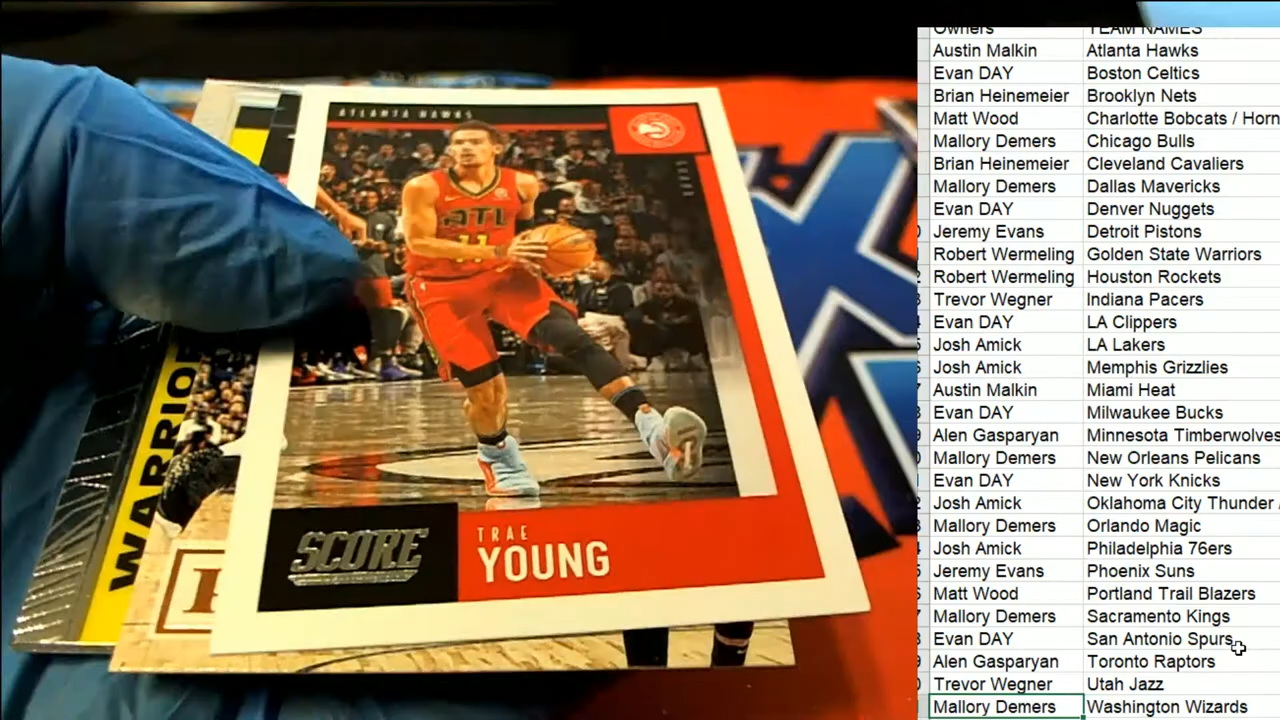 ATLANTA HAWKS
ATL
11
SCORE
TRAE
YOUNG
WARRIO
Owners TEAM NAMES
Austin Malkin Atlanta Hawks
Evan DAY Boston Celtics
Brian Heinemeier Brooklyn Nets
Matt Wood Charlotte Bobcats / Horn
Mallory Demers Chicago Bulls
Brian Heinemeier Cleveland Cavaliers
Mallory Demers Dallas Mavericks
Evan DAY Denver Nuggets
Jeremy Evans Detroit Pistons
Robert Wermeling Golden State Warriors
Robert Wermeling Houston Rockets
Trevor Wegner Indiana Pacers
Evan DAY LA Clippers
Josh Amick LA Lakers
Josh Amick Memphis Grizzlies
Austin Malkin Miami Heat
Evan DAY Milwaukee Bucks
Alen Gasparyan Minnesota Timberwolves
Mallory Demers New Orleans Pelicans
Evan DAY New York Knicks
Josh Amick Oklahoma City Thunder /
Mallory Demers Orlando Magic
Josh Amick Philadelphia 76ers
Jeremy Evans Phoenix Suns
Matt Wood Portland Trail Blazers
Mallory Demers Sacramento Kings
Evan DAY San Antonio Spurs
Alen Gasparyan Toronto Raptors
Trevor Wegner Utah Jazz
Mallory Demers Washington Wizards